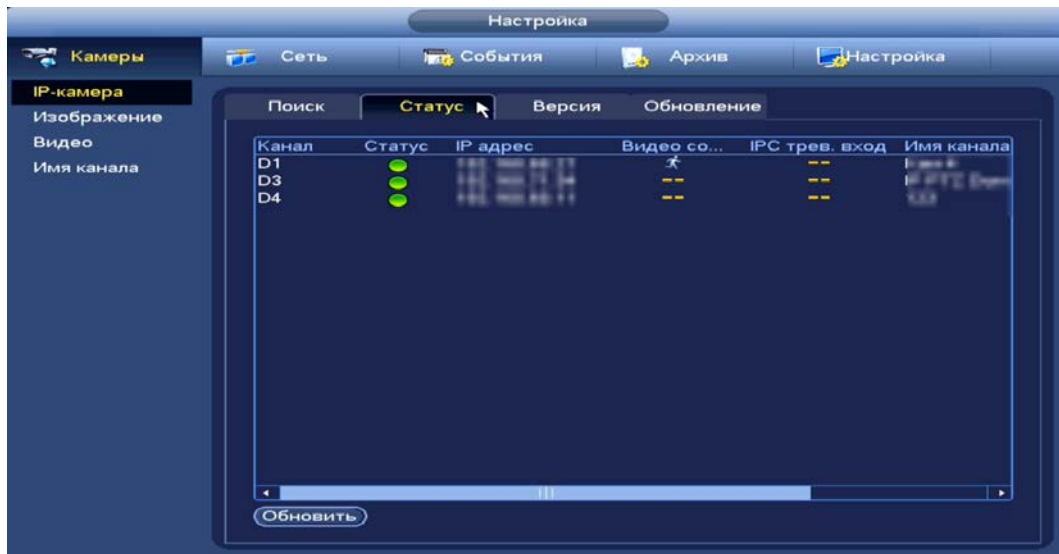 Настройка
Камеры Сеть События Архив Настройка
IP-камера
Изображение
Видео
Имя канала
Поиск Статус Версия Обновление
Канал Статус IP адрес Видео со... IPC трев. вход Имя канала
D1 --
D3 -- --
D4 -- --
Обновить